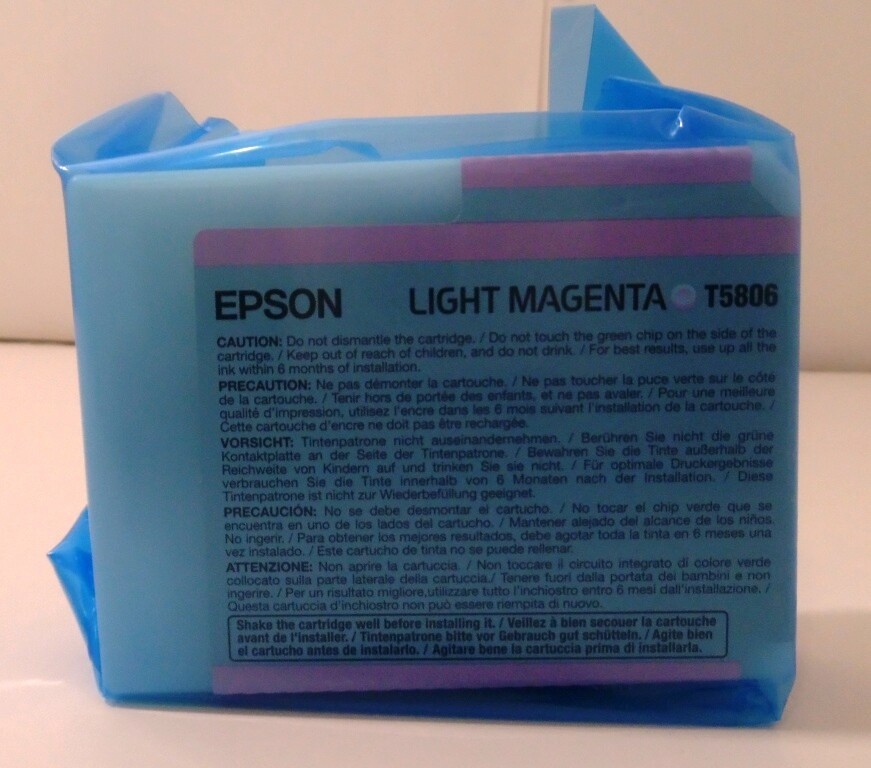 EPSON LIGHT MAGENTA T5806
CAUTION: Do not dismantle the cartridge. / Do not touch the green chip on the side of the
cartridge. / Keep out of reach of children, and do not drink. / For best results, use up all the
ink within 6 months of installation.
PRECAUTION: Ne pas démonter la cartouche. / Ne pas toucher la puce verte sur le côté
de la cartouche. / Tenir hors de portée des enfants, et ne pas avaler. / Pour une meilleure
qualité d'impression, utilisez l'encre dans les 6 mois suivant l'installation de la cartouche. /
Cette cartouche d'encre ne doit pas être rechargée.
VORSICHT: Tintenpatrone nicht auseinandernehmen. / Berühren Sie nicht die grüne
Kontaktplatte an der Seite der Tintenpatrone. / Bewahren Sie die Tinte außerhalb der
Reichweite von Kindern auf und trinken Sie sie nicht. / Für optimale Druckergebnisse
verbrauchen Sie die Tinte innerhalb von 6 Monaten nach der Installation. / Diese
Tintenpatrone ist nicht zur Wiederbefüllung geeignet.
PRECAUCIÓN: No se debe desmontar el cartucho. / No tocar el chip verde que se
encuentra en uno de los lados del cartucho. / Mantener alejado del alcance de los niños.
No ingerir. / Para obtener los mejores resultados, debe agotar toda la tinta en 6 meses una
vez instalado. / Este cartucho de tinta no se puede rellenar.
ATTENZIONE: Non aprire la cartuccia. / Non toccare il circuito integrato di colore verde
collocato sulla parte laterale della cartuccia./ Tenere fuori dalla portata dei bambini e non
ingerire. / Per un risultato migliore,utilizzare tutto l'inchiostro entro 6 mesi dall'installazione. /
Questa cartuccia d'inchiostro non può essere riempita di nuovo.
Shake the cartridge well before installing it. / Veillez à bien secouer la cartouche
avant de l'installer. / Tintenpatrone bitte vor Gebrauch gut schütteln. / Agite bien
el cartucho antes de instalarlo. / Agitare bene la cartuccia prima di installarla.